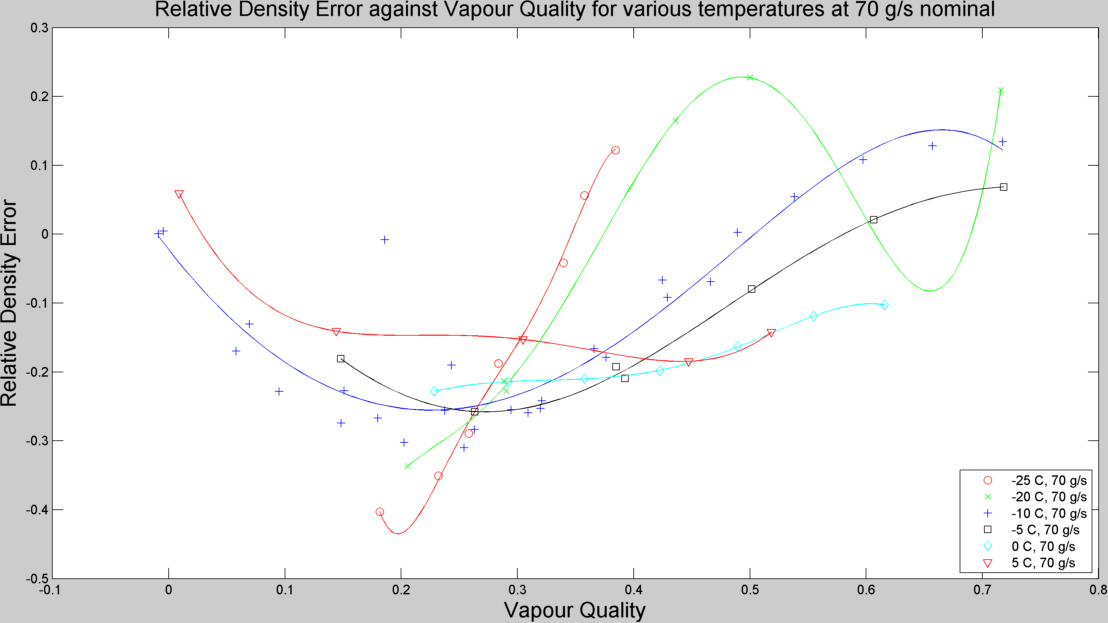 Relative Density Error against Vapour Quality for various temperatures at 70 g/s nominal
0.3
0.2
0.1
0
-0.1
-0.2
-0.3
-0.4
-0.5
Relative Density Error
-0.1
0
0.1
0.2
0.3
0.4
0.5
0.6
0.7
0.8
Vapour Quality
-25 C, 70 g/s
-20 C, 70 g/s
-10 C, 70 g/s
-5 C, 70 g/s
0 C, 70 g/s
5 C, 70 g/s